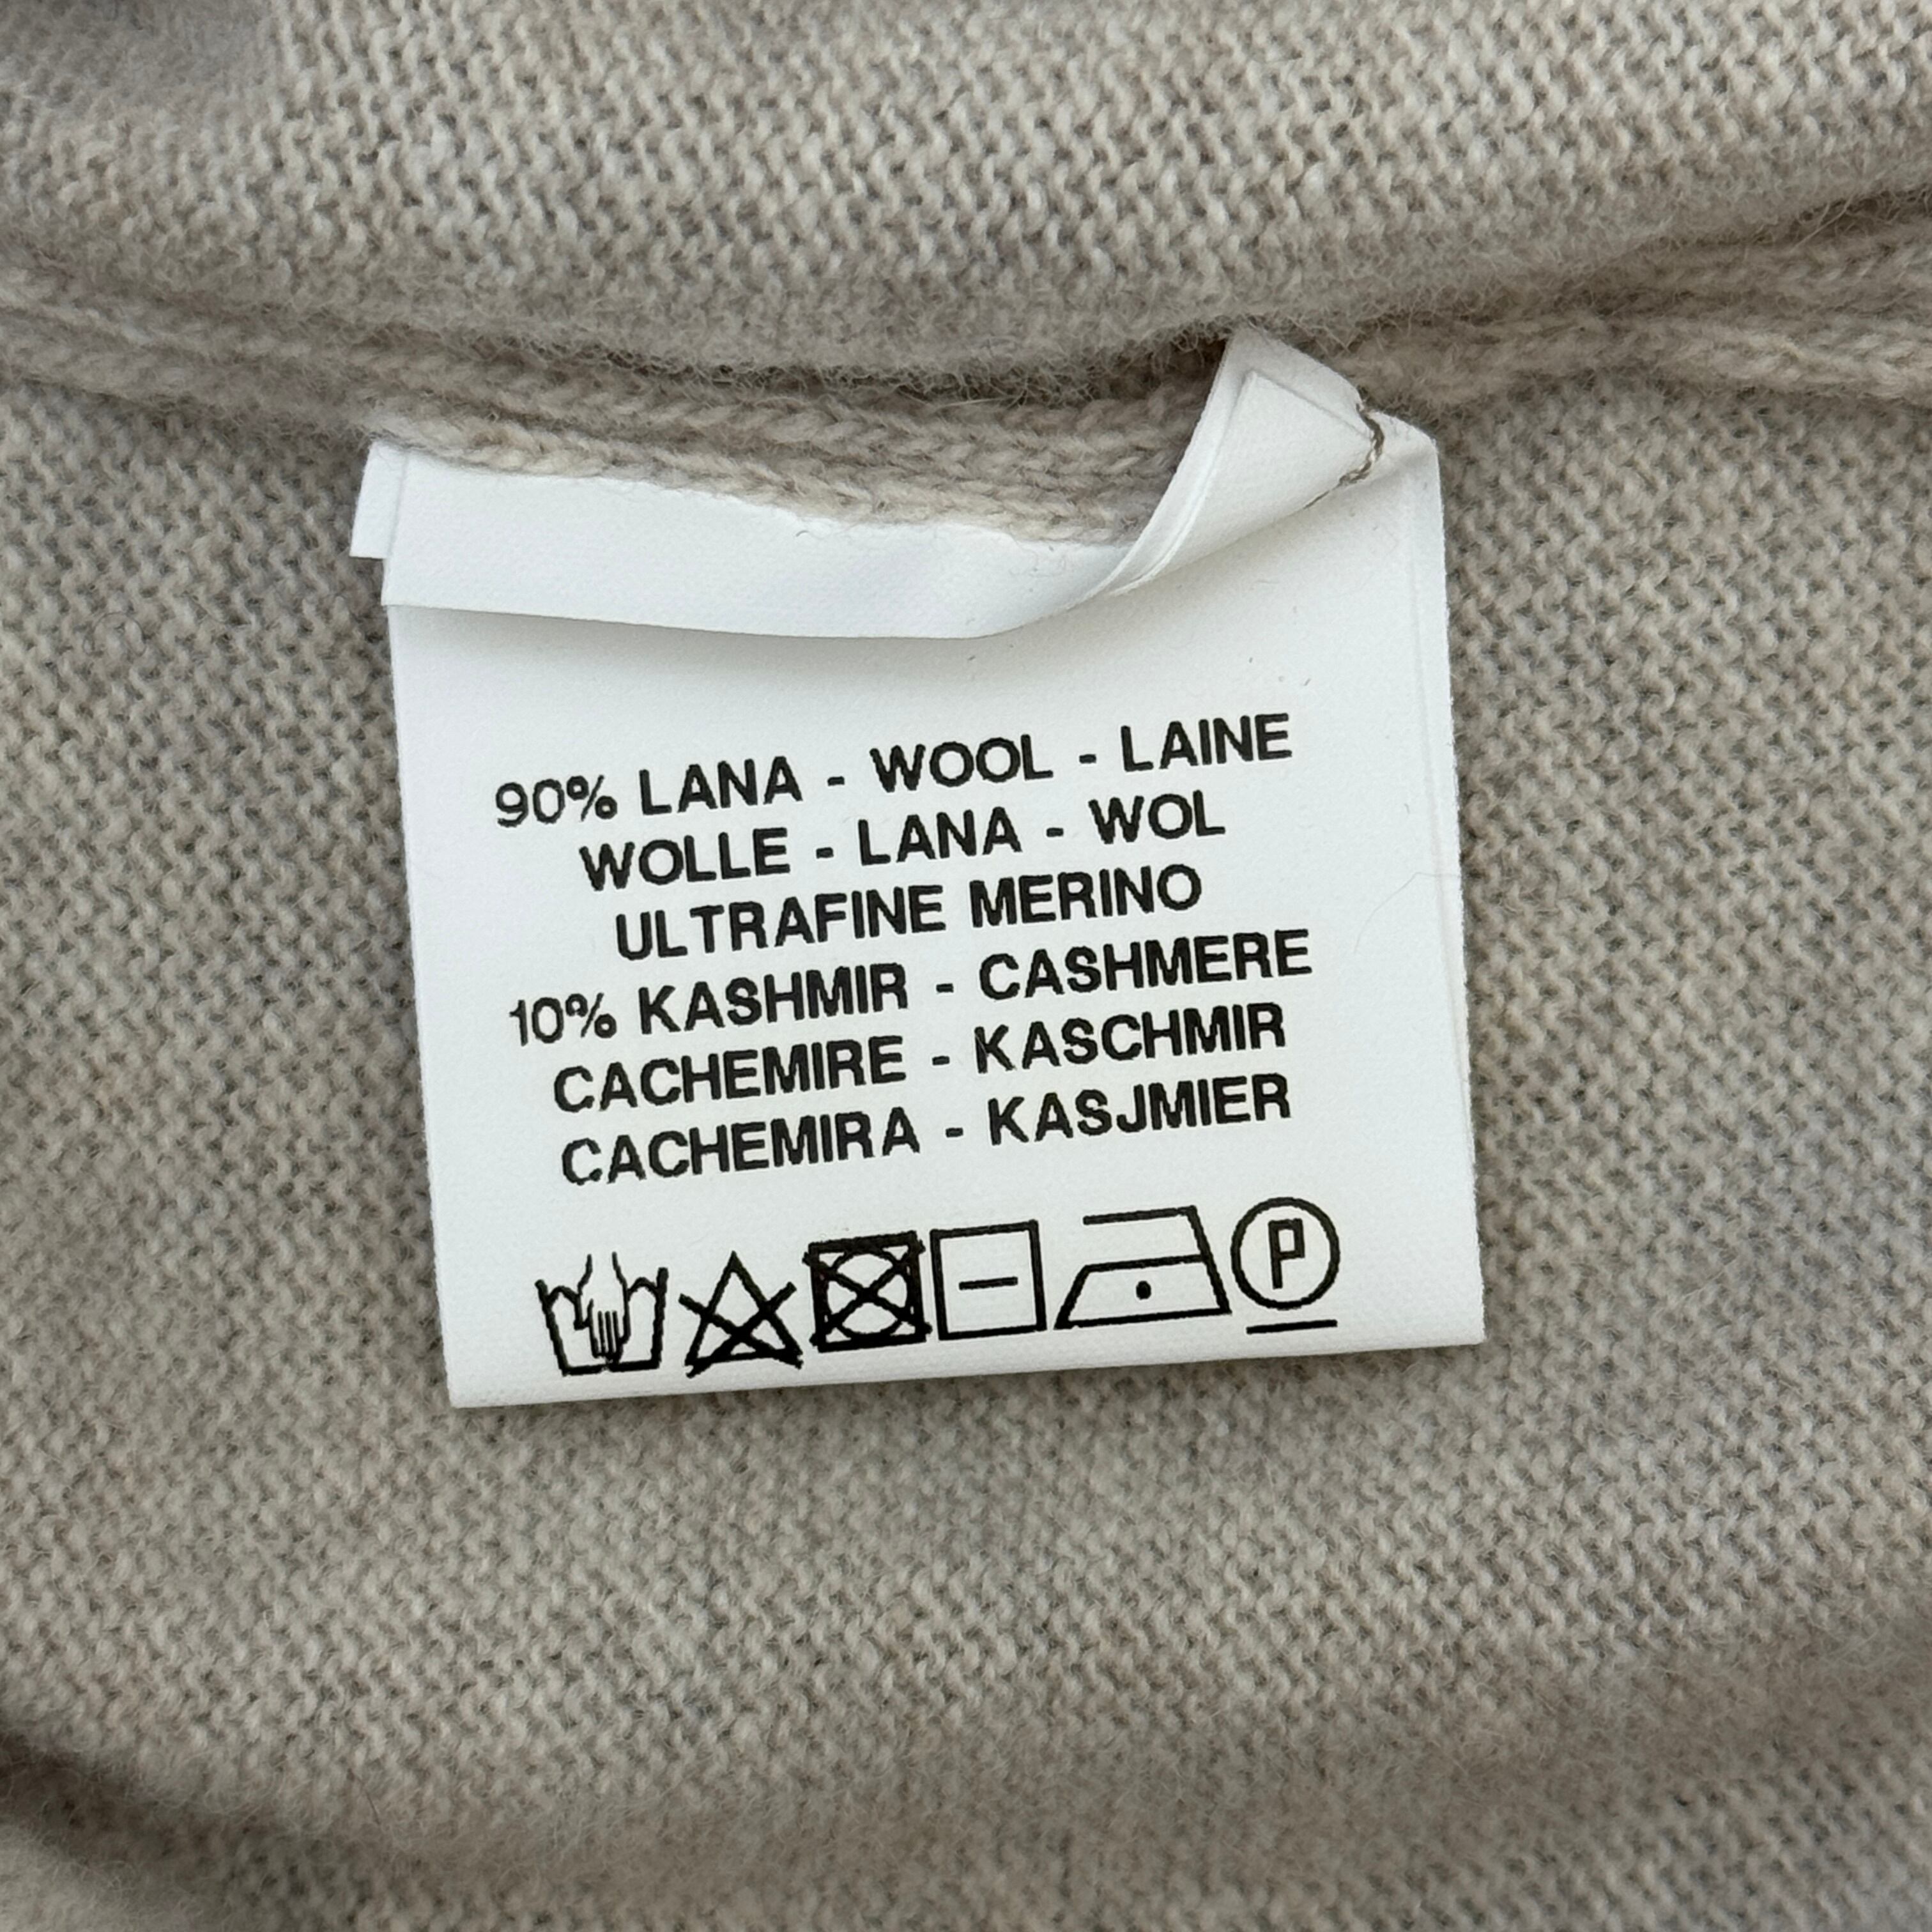 90% LANA - WOOL - LAINE
WOLLE - LANA - WOL
ULTRAFINE MERINO
10% KASHMIR - CASHMERE
CACHEMIRE - KASCHMIR
CACHEMIRA - KASJMIER
P